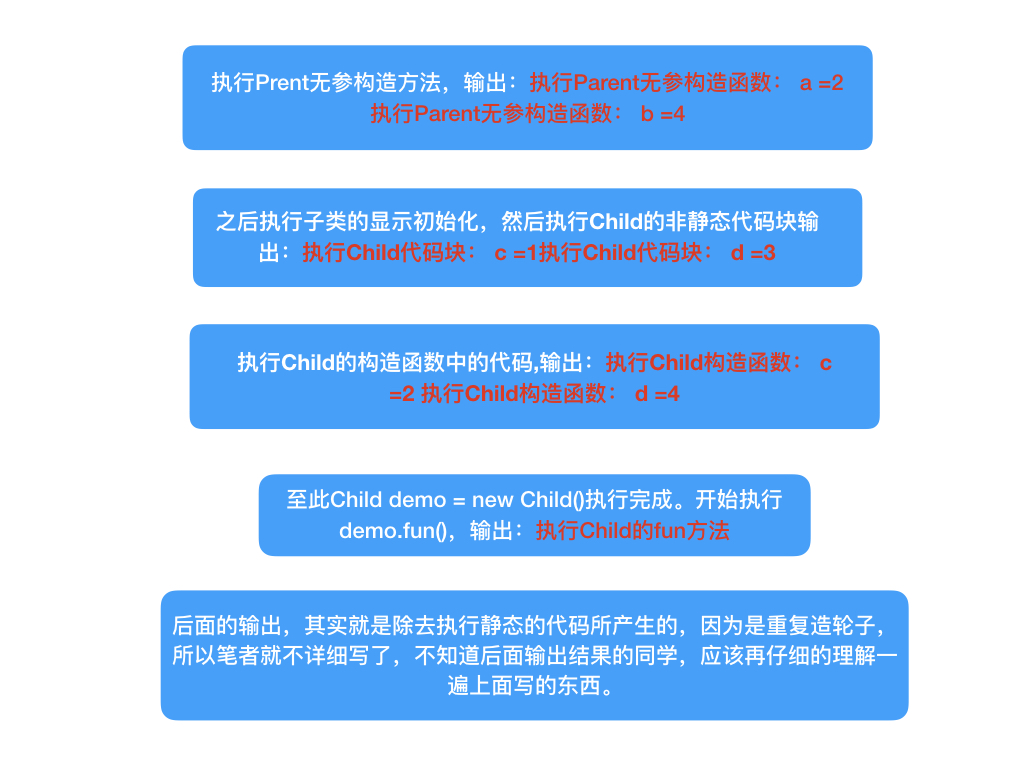 执行Prent无参构造方法，输出：执行Parent无参构造函数： a =2
执行Parent无参构造函数： b =4
之后执行子类的显示初始化，然后执行Child的非静态代码块输
出：执行Child代码块： c =1执行Child代码块： d =3
执行Child的构造函数中的代码,输出：执行Child构造函数： c
=2 执行Child构造函数： d =4
至此Child demo = new Child()执行完成。开始执行
demo.fun()，输出：执行Child的fun方法
后面的输出，其实就是除去执行静态的代码所产生的，因为是重复造轮子，
所以笔者就不详细写了，不知道后面输出结果的同学，应该再仔细的理解一
遍上面写的东西。